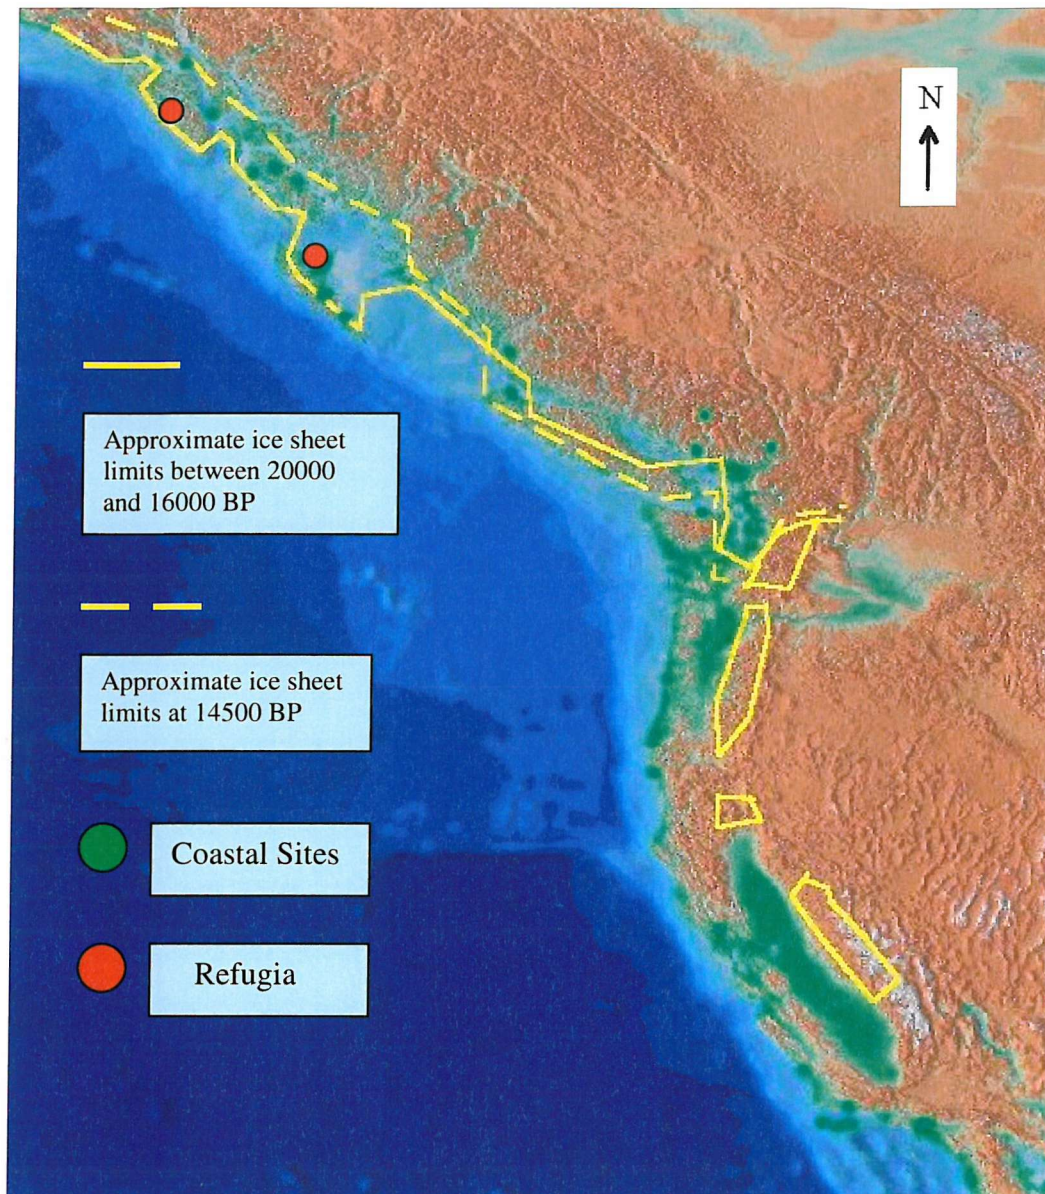 N
Approximate ice sheet
limits between 20000
and 16000 BP
Approximate ice sheet
limits at 14500 BP
Coastal Sites
Refugia